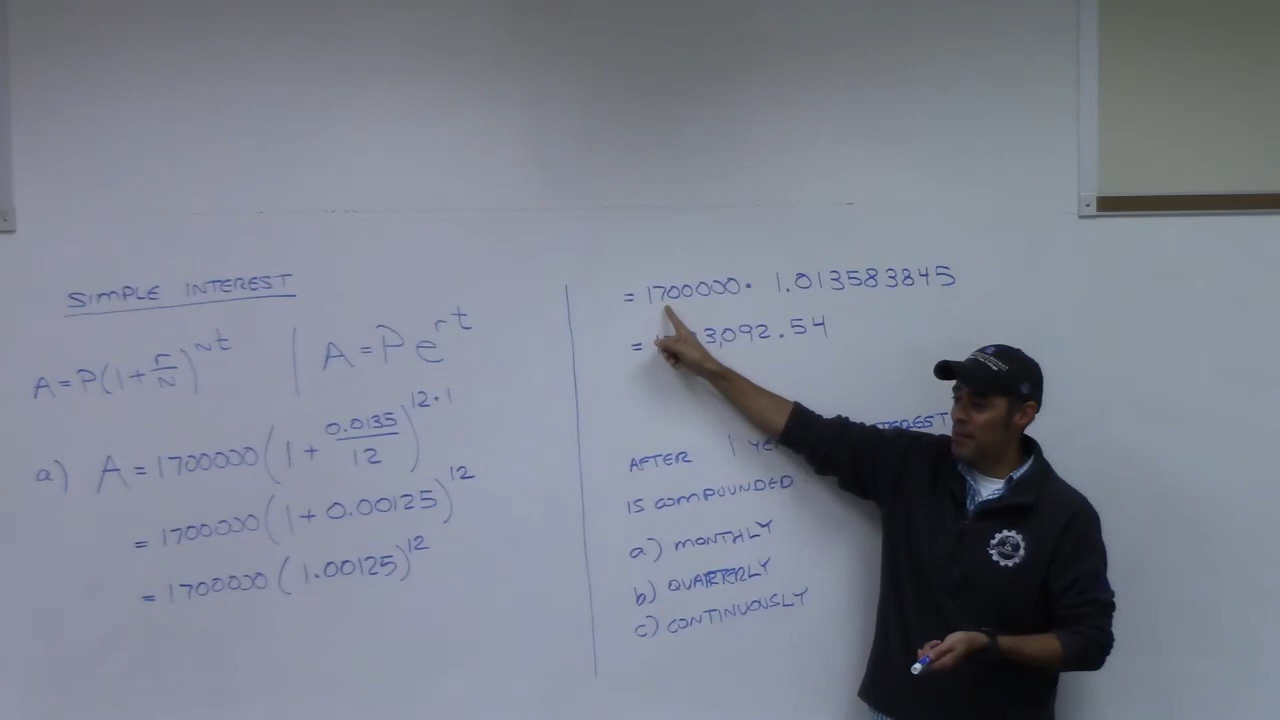 SIMPLE INTEREST
A = P(1 + r/N)^Nt | A = Pe^rt
a) A = 1700000(1 + 0.0135/12)^12·1
= 1700000(1 + 0.00125)^12
= 1700000(1.00125)^12
= 1700000 · 1.013583845
= 3,092.54
AFTER 1
IS COMPOUNDED
a) MONTHLY
b) QUARTERLY
c) CONTINUOUSLY